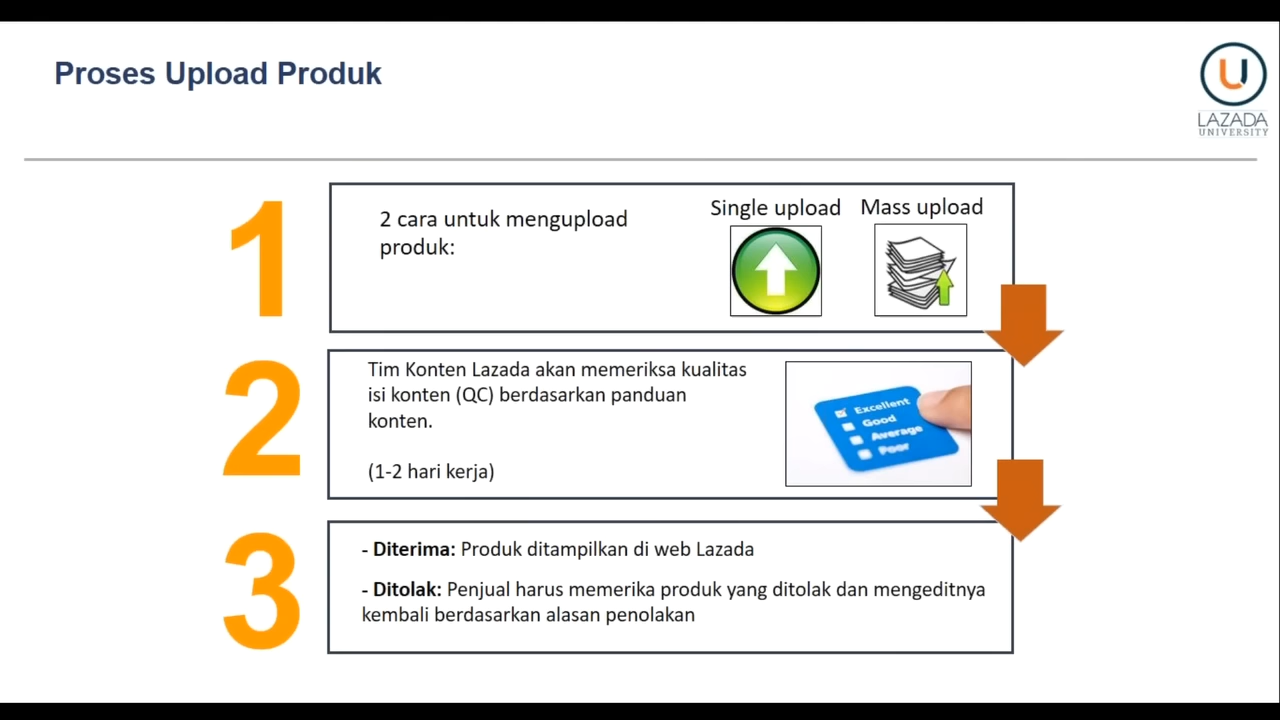 Proses Upload Produk
LAZADA
UNIVERSITY
1
2 cara untuk mengupload
produk:
Single upload
Mass upload
2
Tim Konten Lazada akan memeriksa kualitas
isi konten (QC) berdasarkan panduan
konten.
(1-2 hari kerja)
Excellent
Good
Average
Poor
3
- Diterima: Produk ditampilkan di web Lazada
- Ditolak: Penjual harus memerika produk yang ditolak dan mengeditnya
kembali berdasarkan alasan penolakan